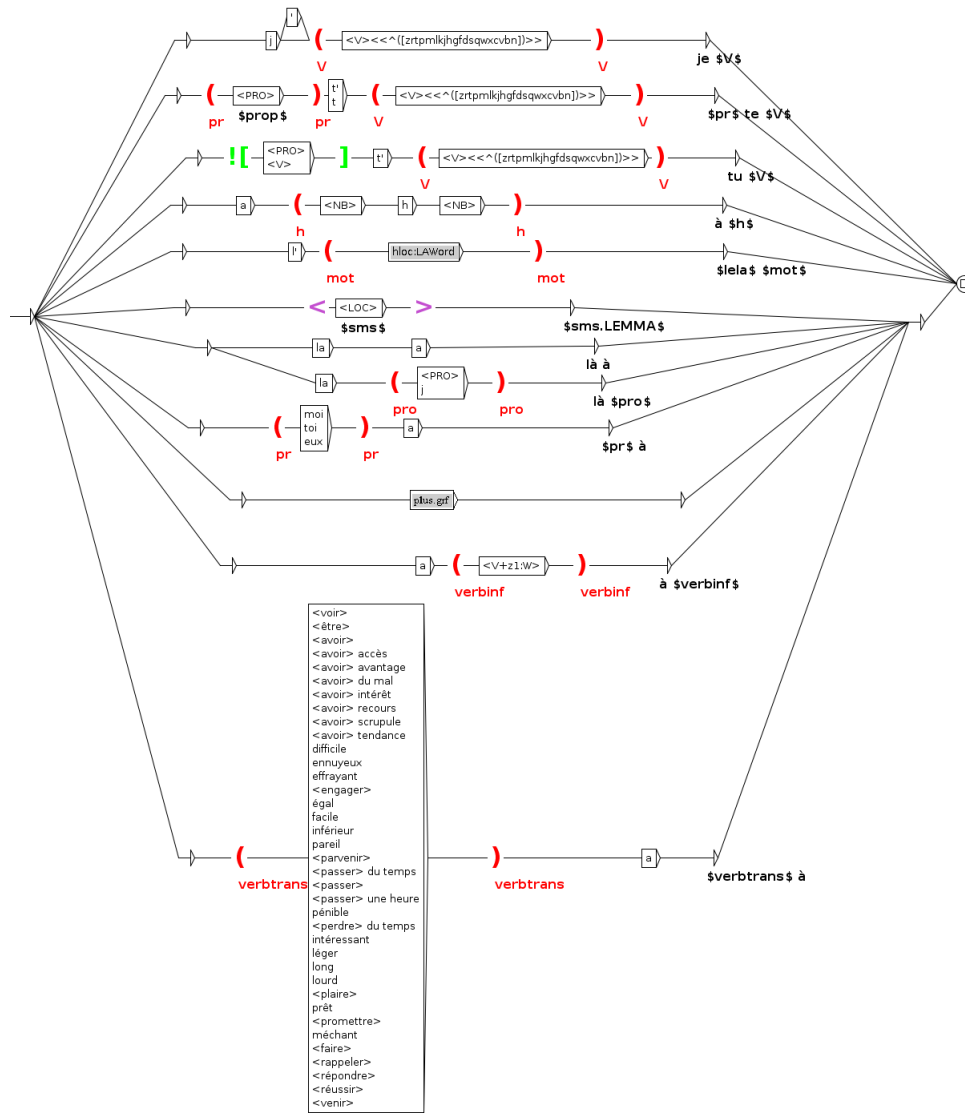 '
j ( <V><<^([zrtpmlkjhgfdsqwxcvbn])>> )
V V je $V$
( <PRO> ) t' ( <V><<^([zrtpmlkjhgfdsqwxcvbn])>> )
t
pr $prop$ pr V V $pr$ te $V$
![ <PRO> ] t' ( <V><<^([zrtpmlkjhgfdsqwxcvbn])>> )
<V>
V V tu $V$
a ( <NB> h <NB> )
h h à $h$
l' ( hloc:LAWord )
mot mot $lela$ $mot$
< <LOC> >
$sms$ $sms.LEMMA$
la a
là à
la ( <PRO> )
j
pro pro là $pro$
( moi ) a
toi
eux
pr pr $pr$ à
plus.grf
a ( <V+z1:W> )
verbinf verbinf à $verbinf$
<voir>
<être>
<avoir>
<avoir> accès
<avoir> avantage
<avoir> du mal
<avoir> intérêt
<avoir> recours
<avoir> scrupule
<avoir> tendance
difficile
ennuyeux
effrayant
<engager>
égal
facile
inférieur
pareil
( <parvenir> ) a
<passer> du temps
verbtrans <passer> verbtrans $verbtrans$ à
<passer> une heure
pénible
<perdre> du temps
intéressant
léger
long
lourd
<plaire>
prêt
<promettre>
méchant
<faire>
<rappeler>
<répondre>
<réussir>
<venir>